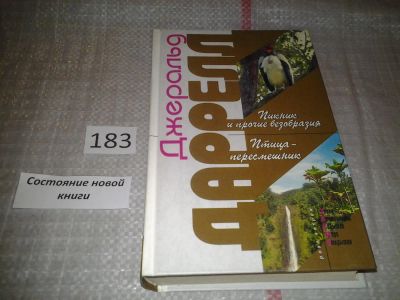 Джеральд
ДАРРЕЛЛ
Пикник
и прочие безобразия
Птица-
пересмешник
183
Состояние новой
книги